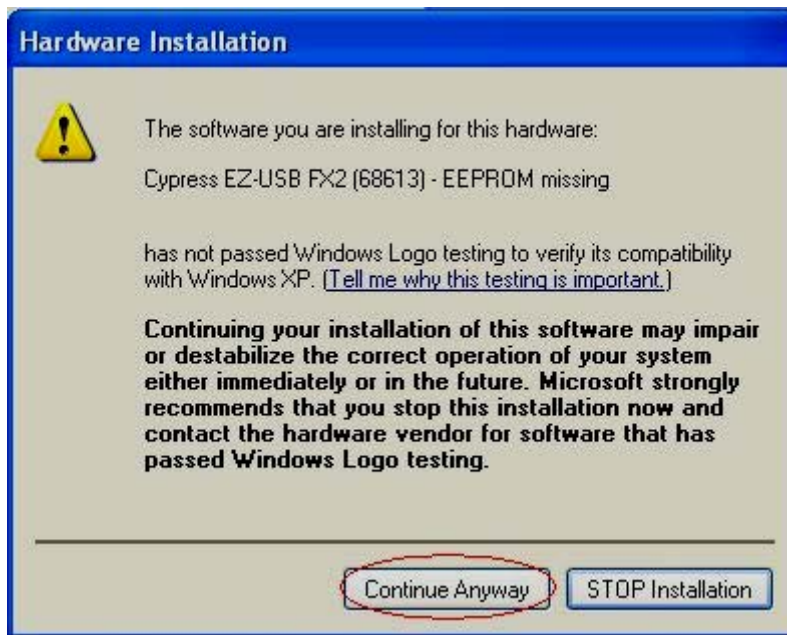 Hardware Installation
The software you are installing for this hardware:
Cypress EZ-USB FX2 (68613) - EEPROM missing
has not passed Windows Logo testing to verify its compatibility
with Windows XP. (Tell me why this testing is important.)
Continuing your installation of this software may impair
or destabilize the correct operation of your system
either immediately or in the future. Microsoft strongly
recommends that you stop this installation now and
contact the hardware vendor for software that has
passed Windows Logo testing.
Continue Anyway
STOP Installation